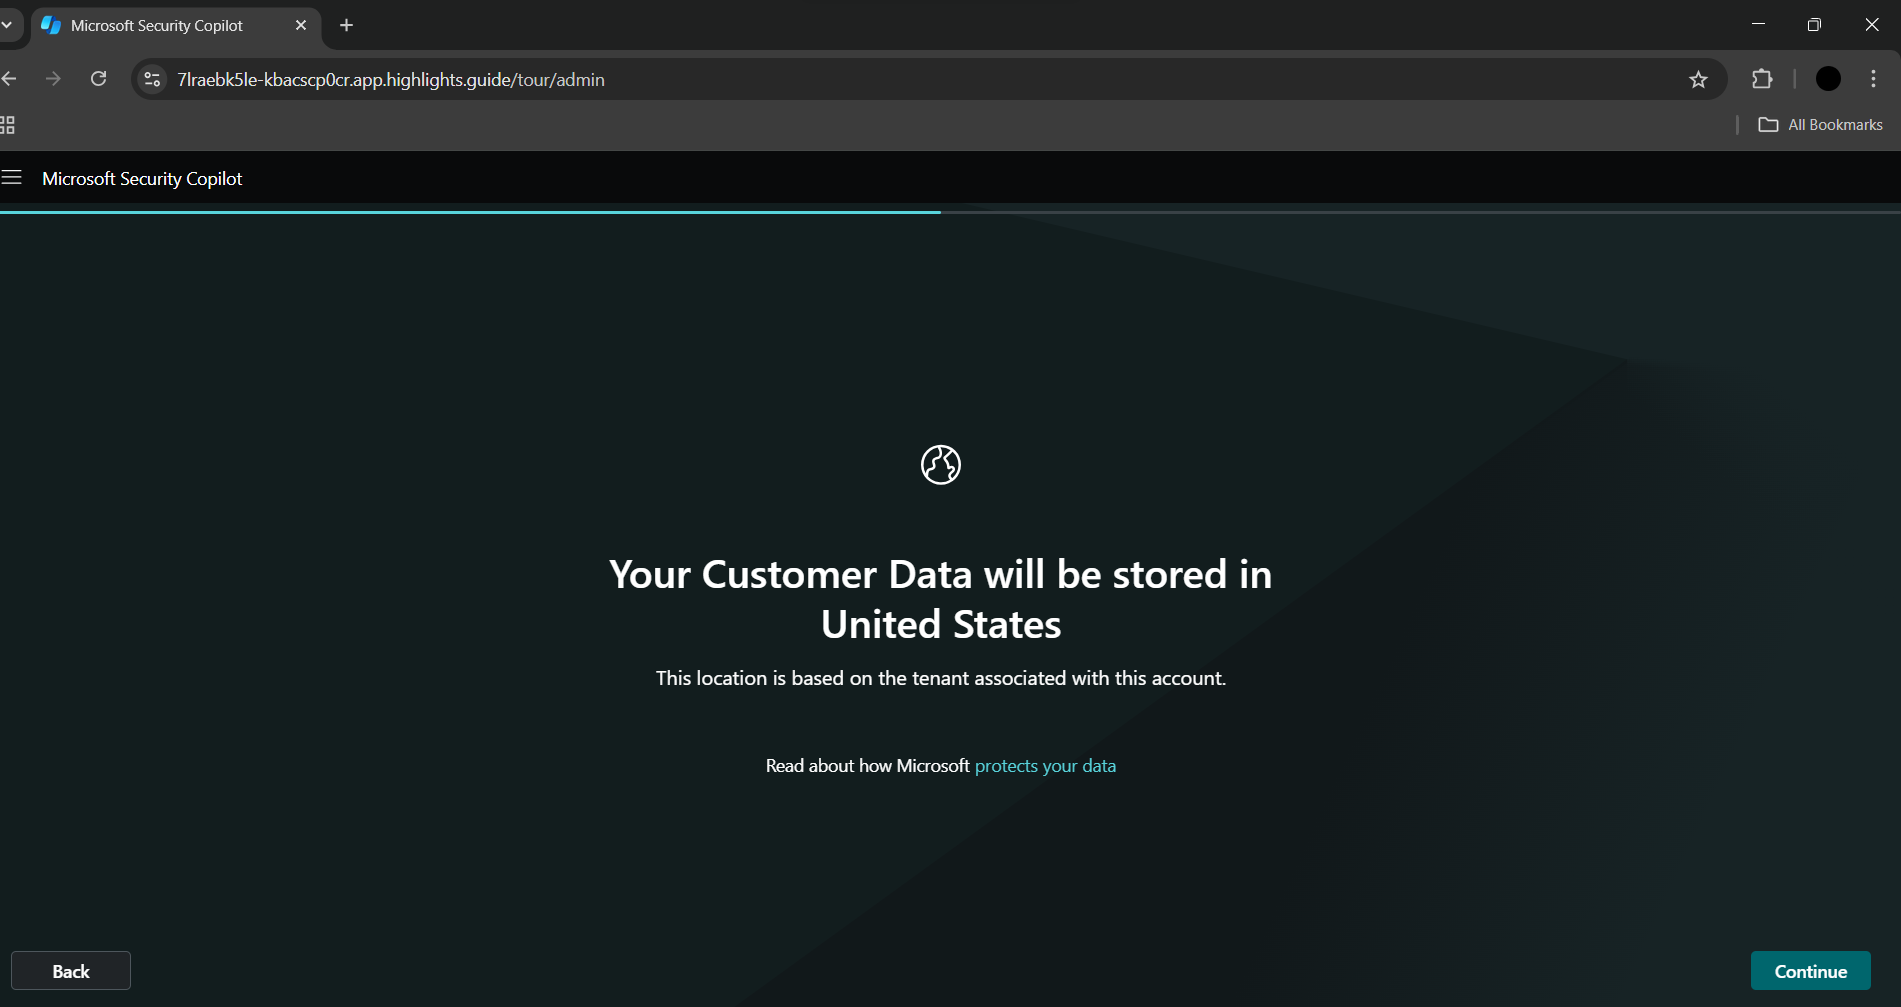 Microsoft Security Copilot
7lraebk5le-kbacscp0cr.app.highlights.guide/tour/admin
All Bookmarks
Microsoft Security Copilot
Your Customer Data will be stored in
United States
This location is based on the tenant associated with this account.
Read about how Microsoft protects your data
Back
Continue